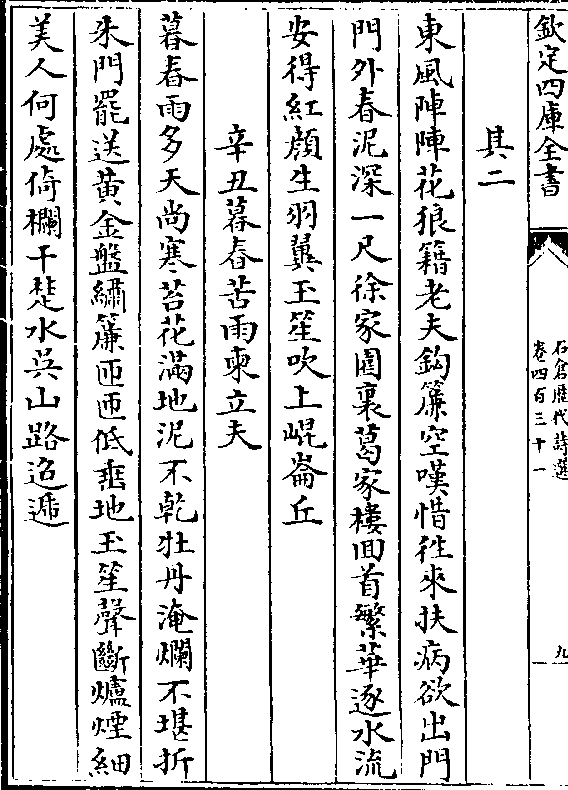 欽定四庫全書
石倉歷代詩選
卷四百三十一
九
其二
東風陣陣花狼籍老夫鈎簾空嘆惜徃來扶病欲出門
門外春泥深一尺徐家園裏葛家樓回首繁華逐水流
安得紅顔生羽翼玉笙吹上崐崙丘
辛丑暮春苦雨柬立夫
暮春雨多天尚寒苔花滿地泥不乾牡丹淹爛不堪折
朱門罷送黄金盤繡簾匝匝低垂地玉笙聲斷爐煙細
美人何處倚欄干楚水吳山路迢遞